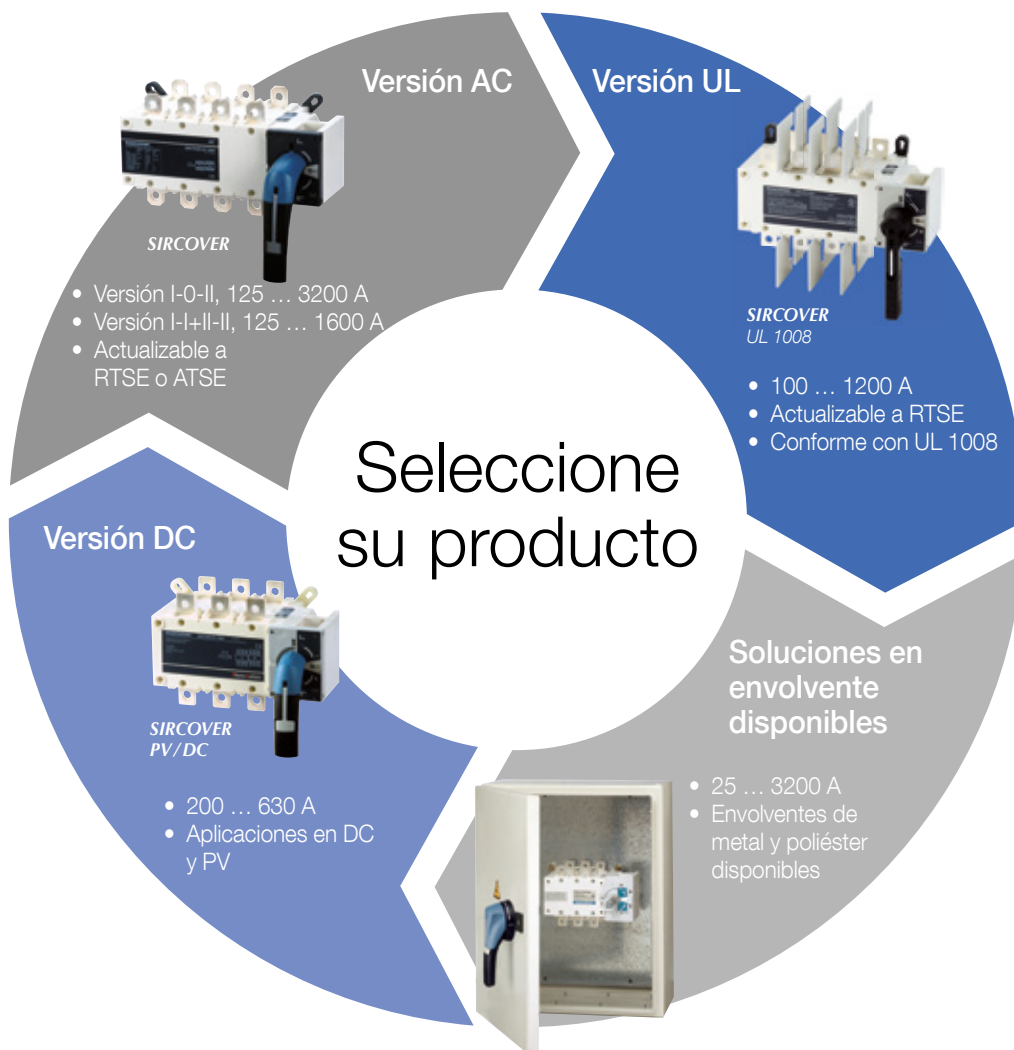 Versión AC
SIRCOVER
• Versión I-0-II, 125 … 3200 A
• Versión I-I+II-II, 125 … 1600 A
• Actualizable a
RTSE o ATSE
Versión UL
SIRCOVER
UL 1008
• 100 … 1200 A
• Actualizable a RTSE
• Conforme con UL 1008
Seleccione
su producto
Versión DC
SIRCOVER
PV/DC
• 200 … 630 A
• Aplicaciones en DC
y PV
Soluciones en
envolvente
disponibles
• 25 … 3200 A
• Envolventes de
metal y poliéster
disponibles